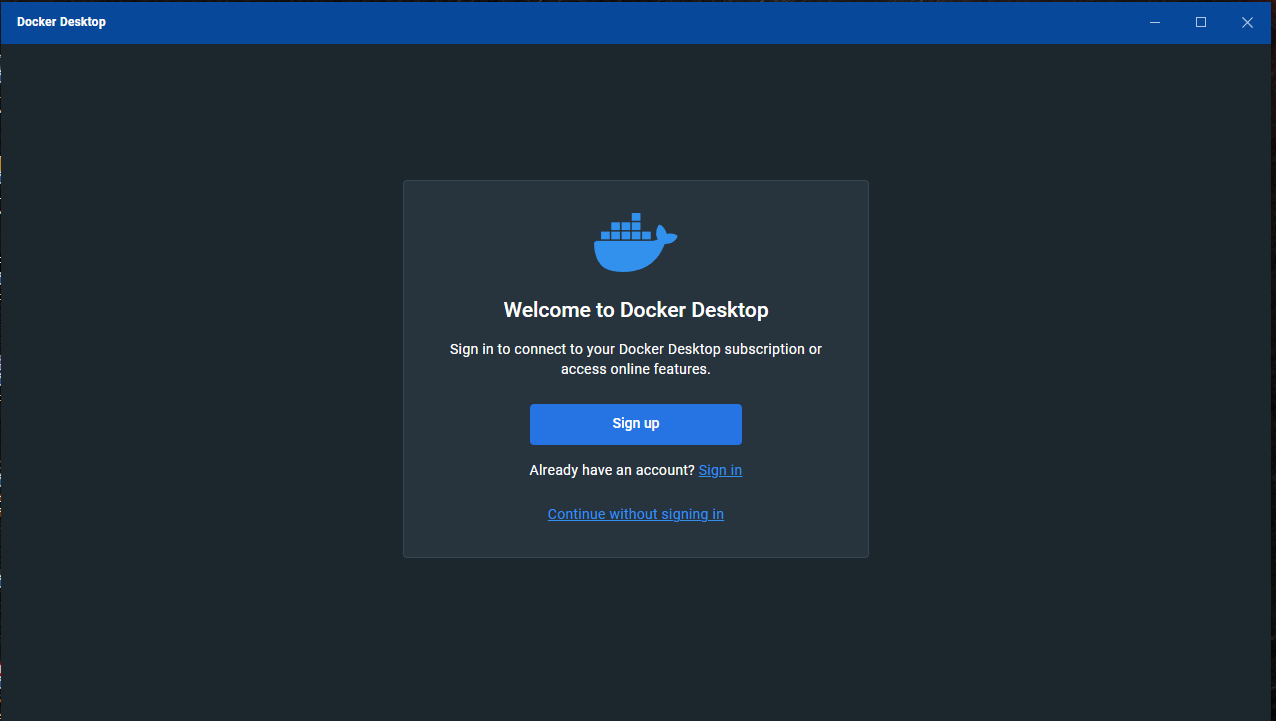 Docker Desktop
Welcome to Docker Desktop
Sign in to connect to your Docker Desktop subscription or
access online features.
Sign up
Already have an account? Sign in
Continue without signing in